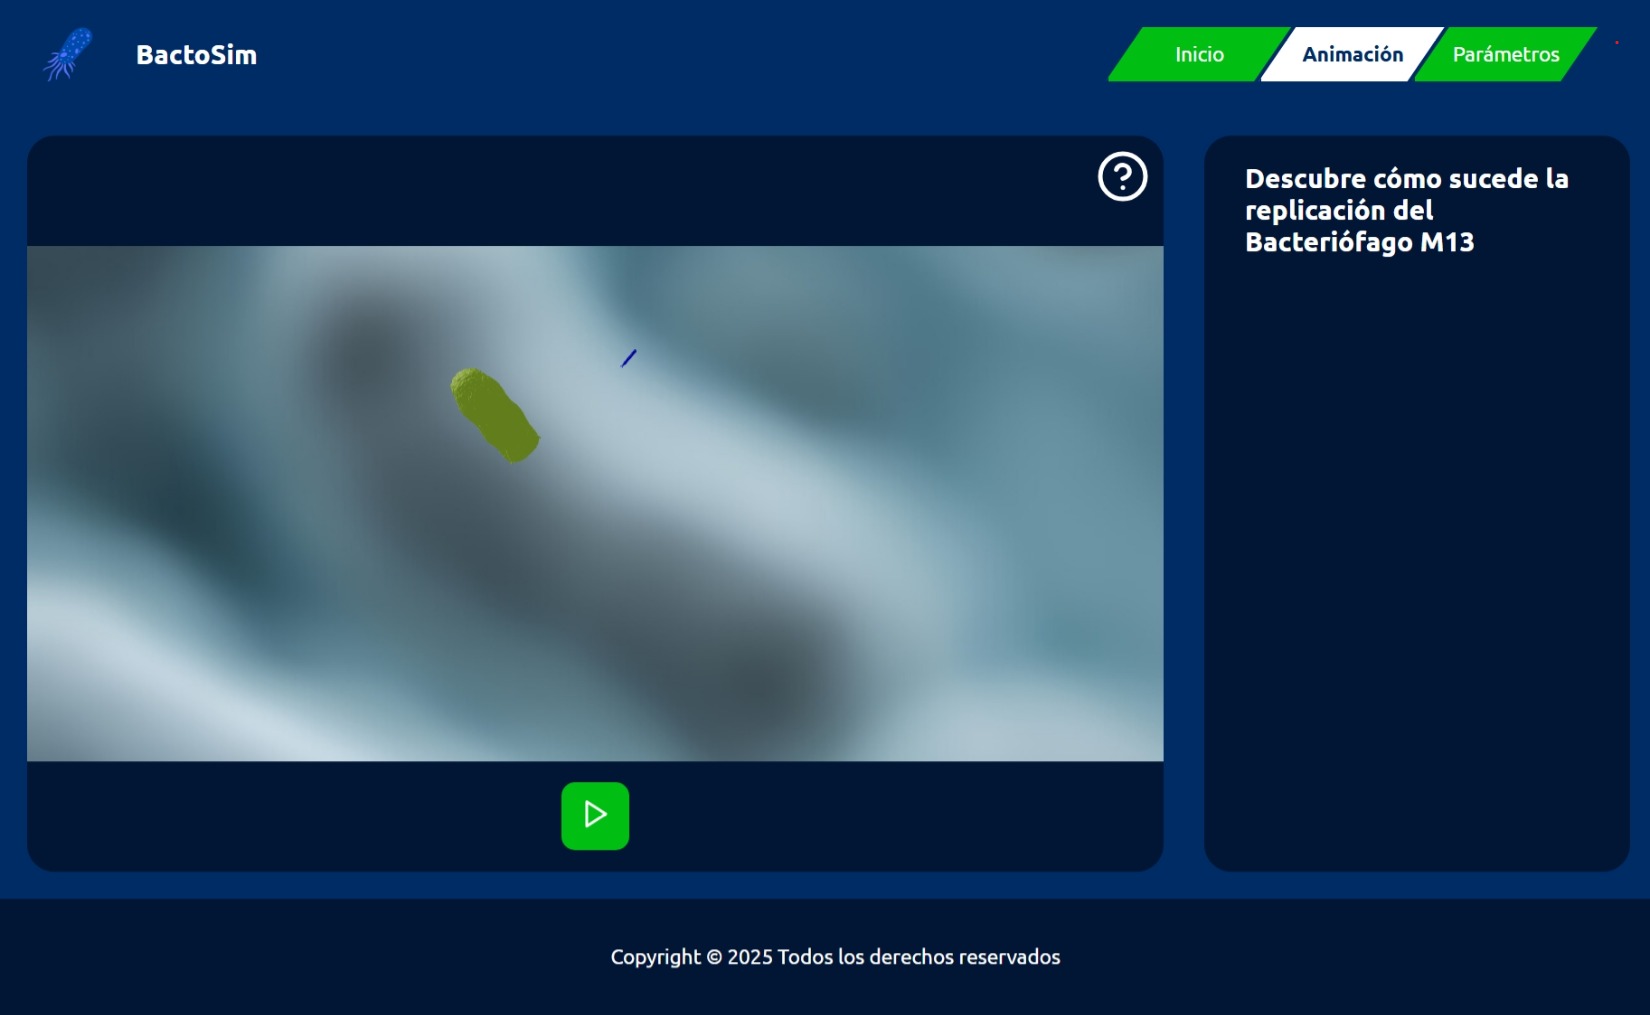 BactoSim
Inicio
Animación
Parámetros
Descubre cómo sucede la
replicación del
Bacteriófago M13
Copyright © 2025 Todos los derechos reservados